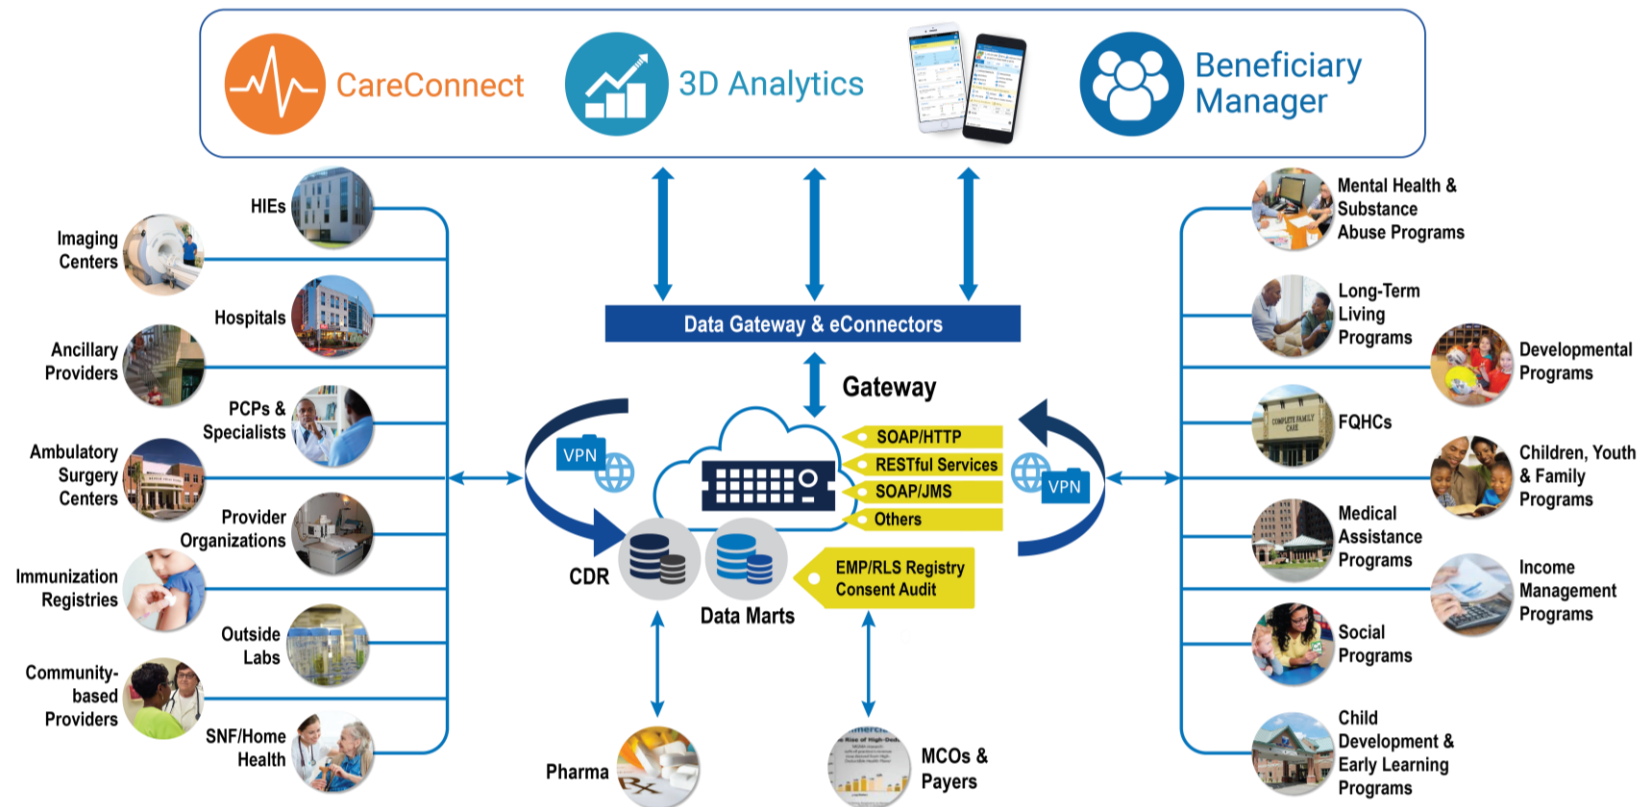 CareConnect
3D Analytics
Beneficiary
Manager
HIEs
Imaging
Centers
Hospitals
Ancillary
Providers
PCPs &
Specialists
Ambulatory
Surgery
Centers
Provider
Organizations
Immunization
Registries
Outside
Labs
Community-
based
Providers
SNF/Home
Health
Data Gateway & eConnectors
Gateway
VPN
SOAP/HTTP
RESTful Services
SOAP/JMS
Others
VPN
CDR
Data Marts
EMP/RLS Registry
Consent Audit
Pharma
MCOs &
Payers
Mental Health &
Substance
Abuse Programs
Long-Term
Living
Programs
Developmental
Programs
COMPLETE FAMILY
CARE
FQHCs
Children, Youth
& Family
Programs
Medical
Assistance
Programs
Income
Management
Programs
Social
Programs
Child
Development &
Early Learning
Programs